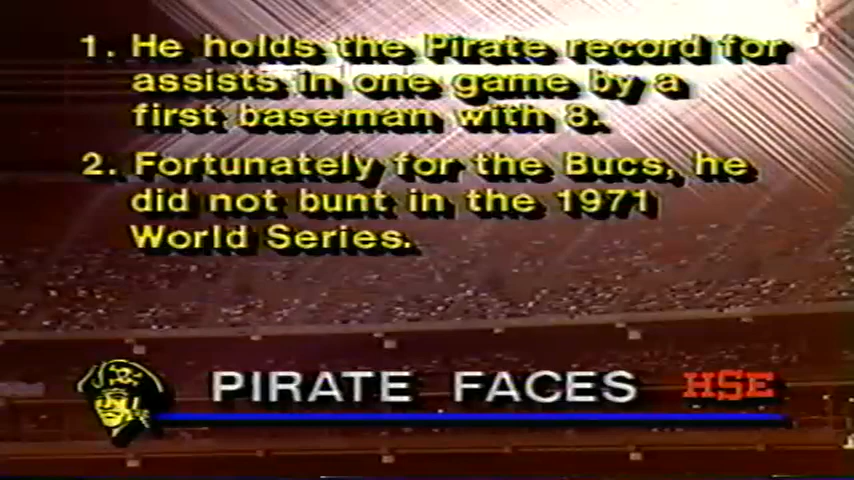 1. He holds the Pirate record for
assists in one game by a
first baseman with 8.
2. Fortunately for the Bucs, he
did not bunt in the 1971
World Series.
PIRATE FACES HSE